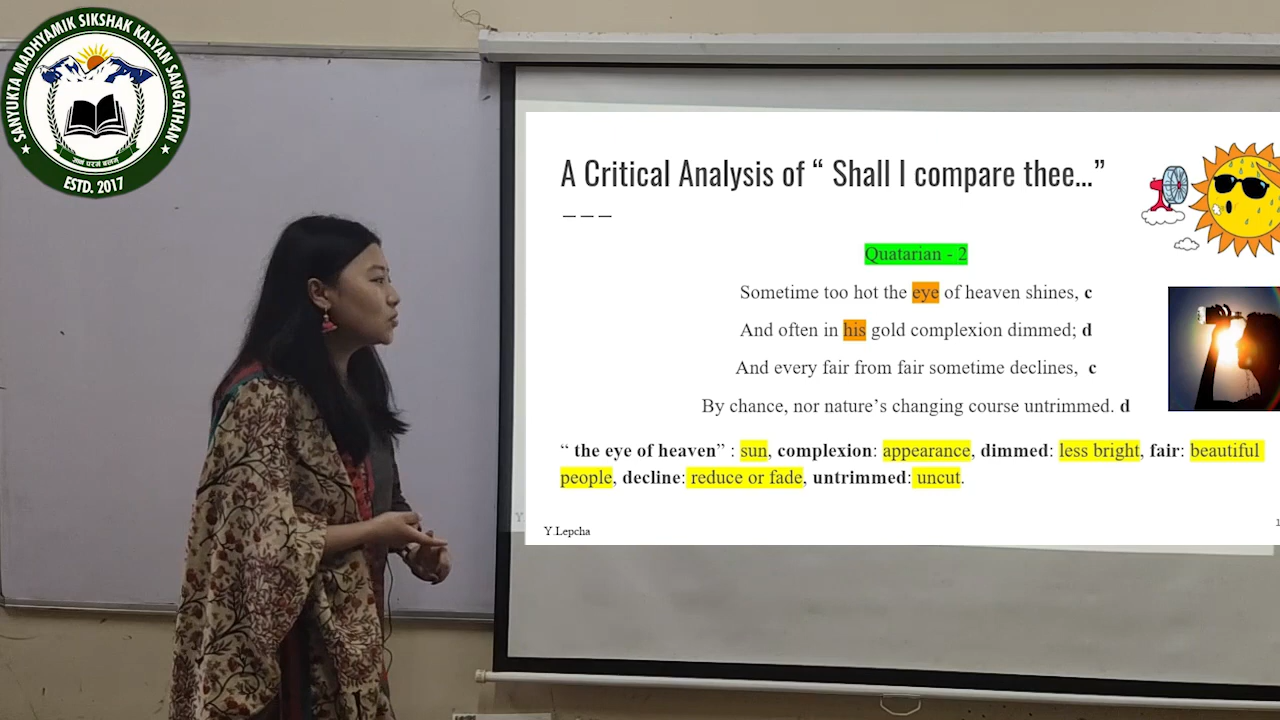 SANYUKTA MADHYAMIK SIKSHAK KALYAN SANGATHAN
ESTD. 2017
A Critical Analysis of “ Shall I compare thee...”
Quatarian - 2
Sometime too hot the eye of heaven shines, c
And often in his gold complexion dimmed; d
And every fair from fair sometime declines, c
By chance, nor nature’s changing course untrimmed. d
“ the eye of heaven” : sun, complexion: appearance, dimmed: less bright, fair: beautiful
people, decline: reduce or fade, untrimmed: uncut.
Y.Lepcha